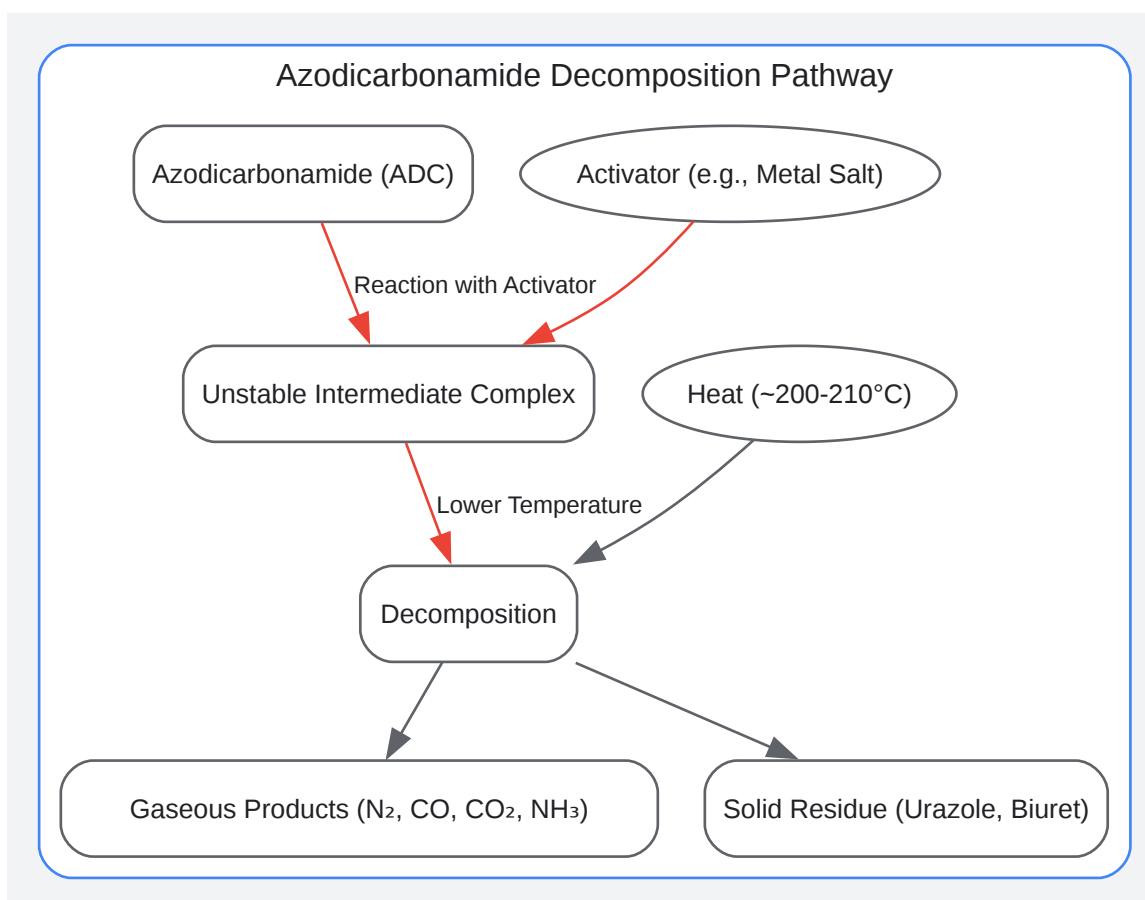 Azodicarbonamide Decomposition Pathway
Azodicarbonamide (ADC)
Activator (e.g., Metal Salt)
Reaction with Activator
Unstable Intermediate Complex
Heat (~200-210°C)
Lower Temperature
Decomposition
Gaseous Products (N₂, CO, CO₂, NH₃)
Solid Residue (Urazole, Biuret)